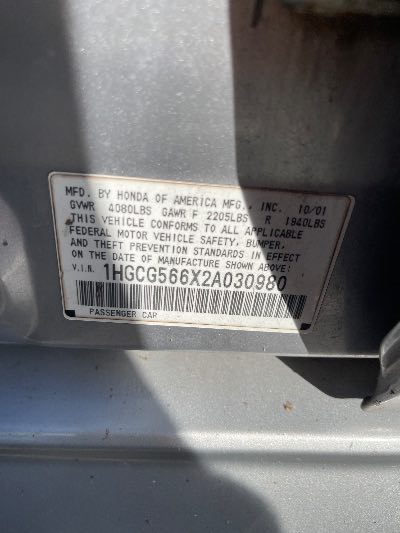 MFD. BY HONDA OF AMERICA MFG., INC. 10/01
GVWR 4080LBS GAWR F 2205LBS R 1940LBS
THIS VEHICLE CONFORMS TO ALL APPLICABLE
FEDERAL MOTOR VEHICLE SAFETY, BUMPER,
AND THEFT PREVENTION STANDARDS IN EFFECT
ON THE DATE OF MANUFACTURE SHOWN ABOVE:
V.I.N. 1HGCG566X2A030980
PASSENGER CAR